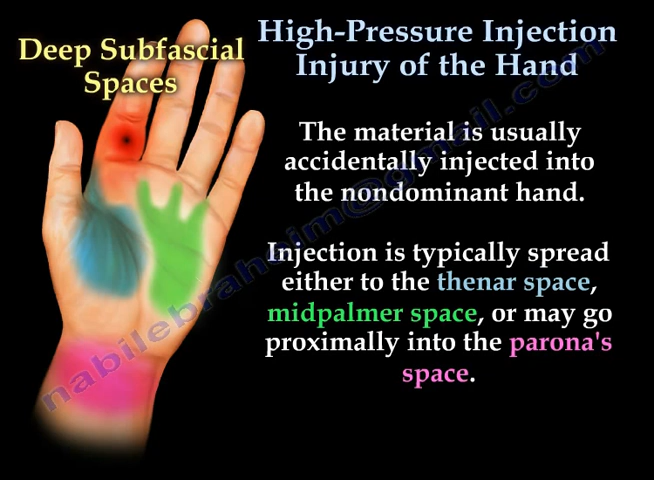 Deep Subfascial
Spaces
High-Pressure Injection
Injury of the Hand
The material is usually
accidentally injected into
the nondominant hand.
Injection is typically spread
either to the thenar space,
midpalmer space, or may go
proximally into the parona's
space.
nabilebraheim@gmail.com